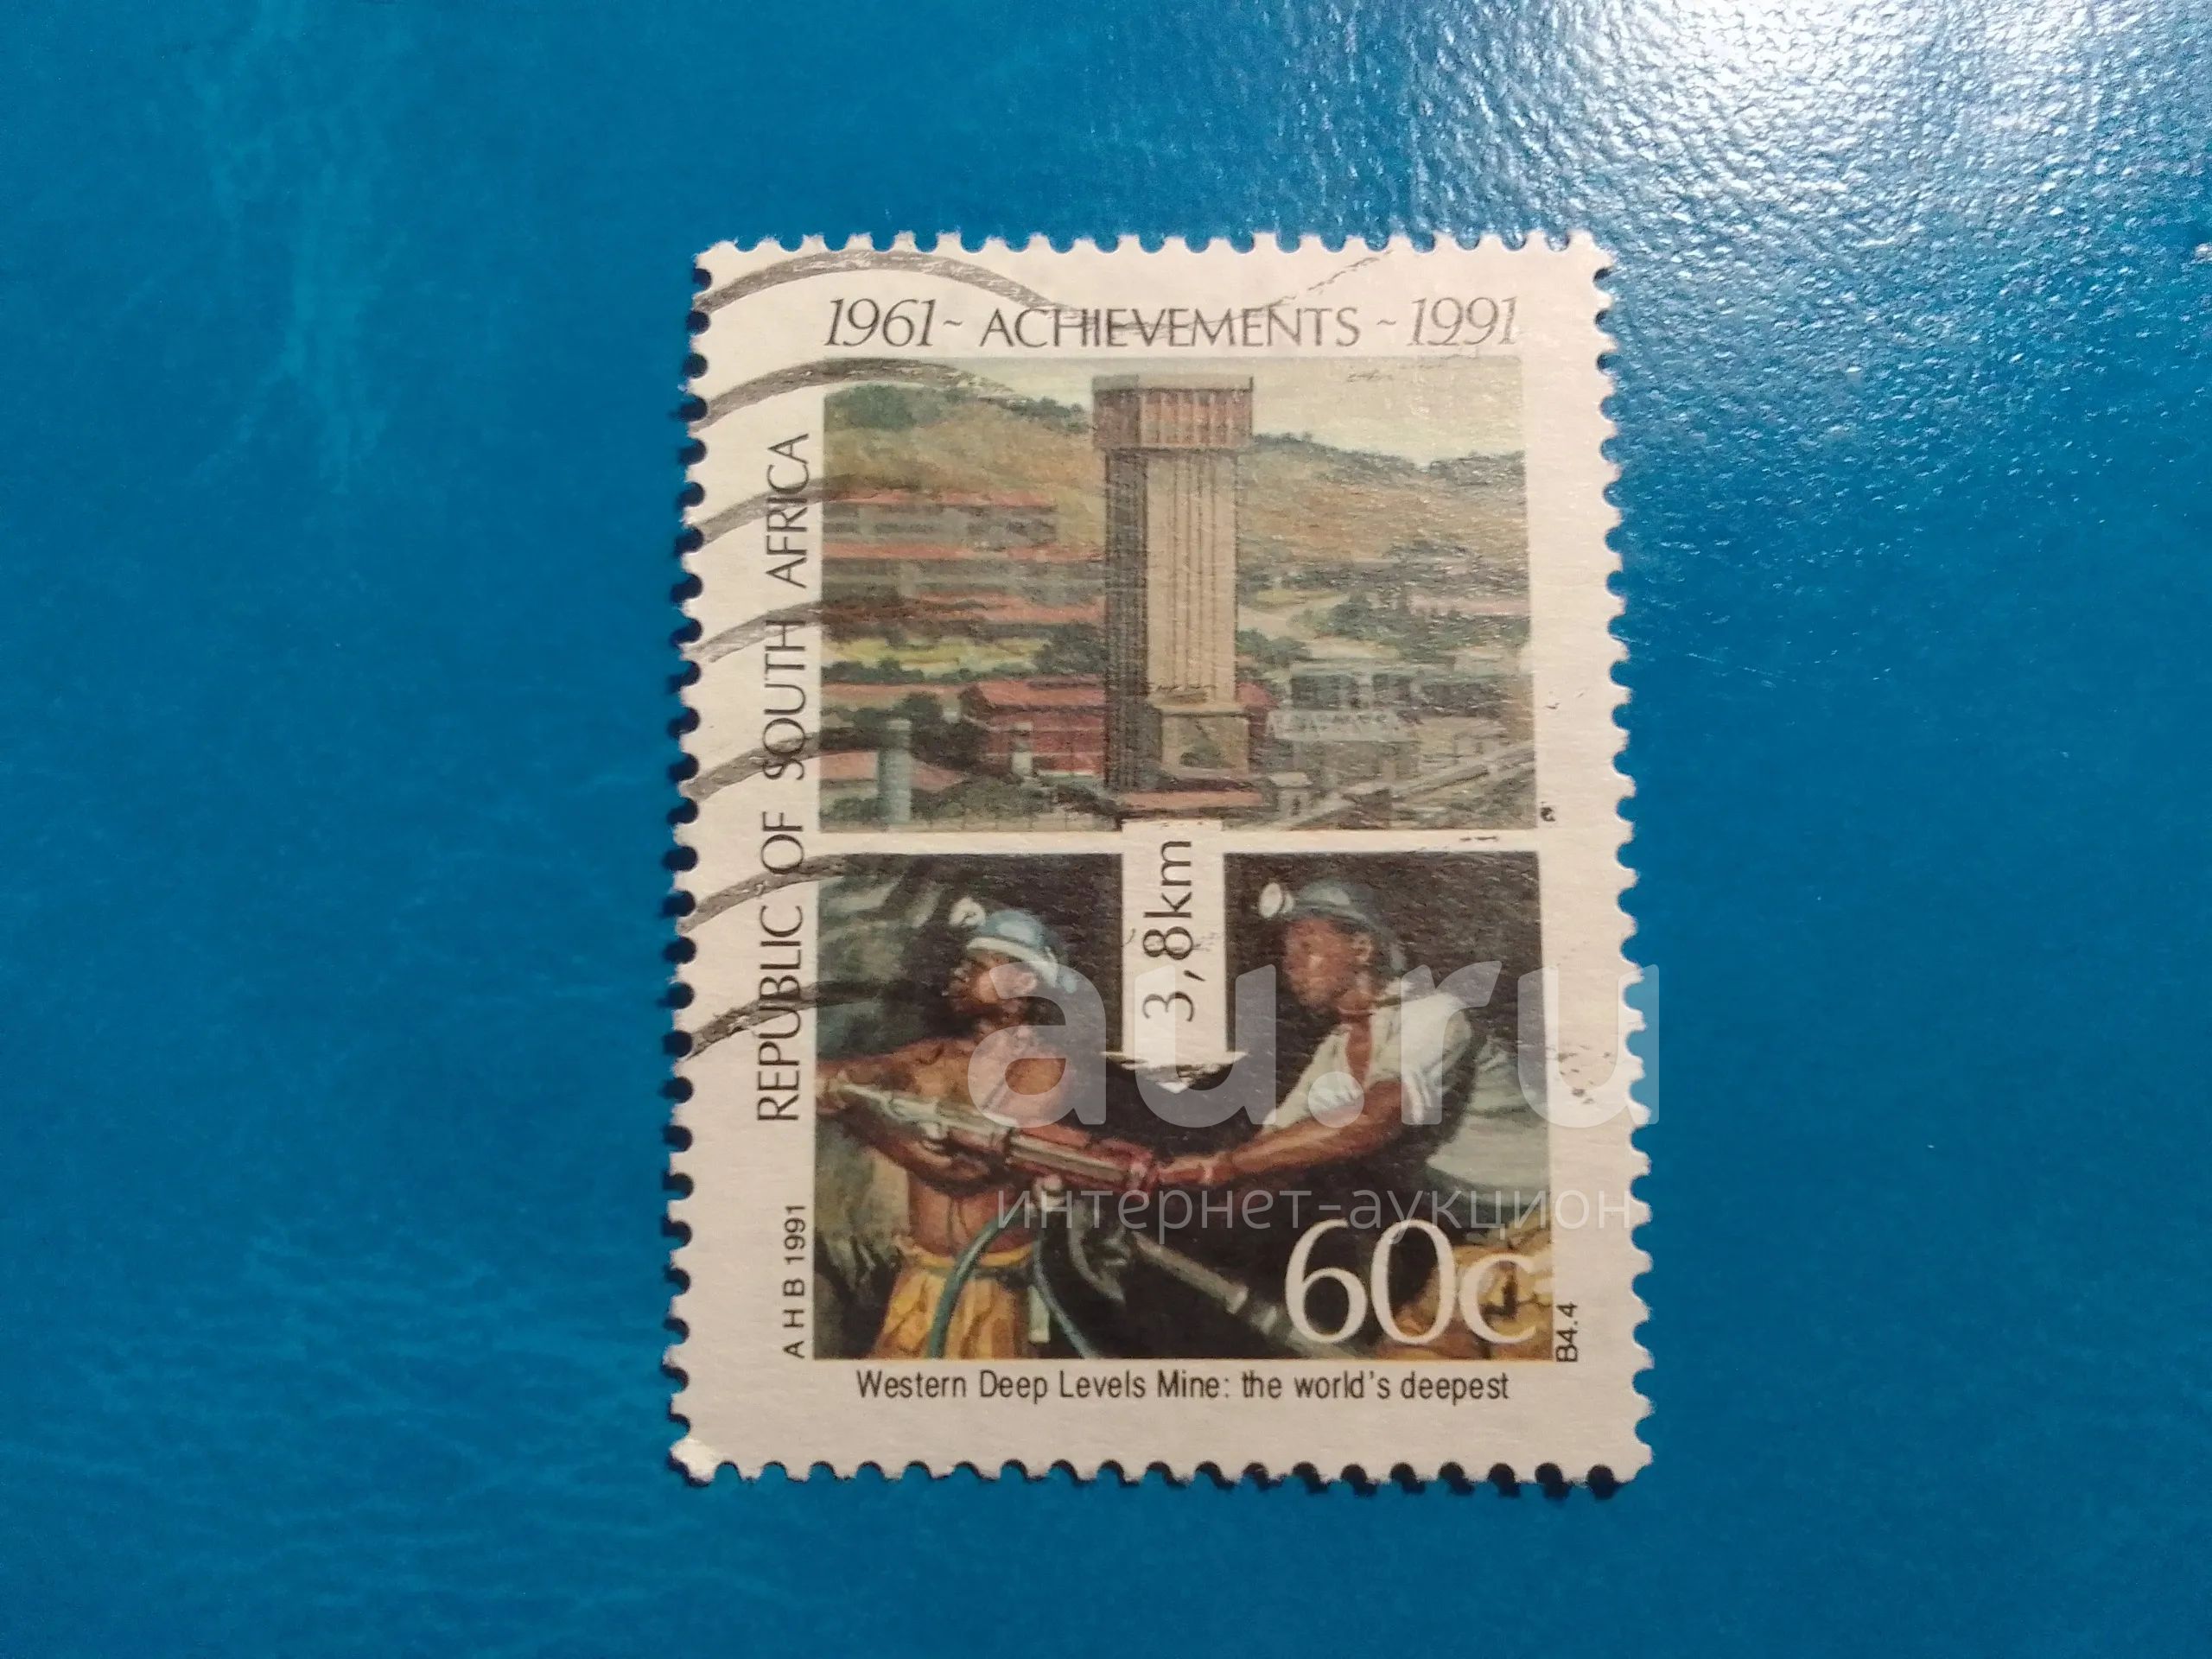 1961~ ACHIEVEMENTS ~1991
REPUBLIC OF SOUTH AFRICA
3,8km
au.ru
интернет-аукцион
60c
A H B 1991
B4.4
Western Deep Levels Mine: the world's deepest